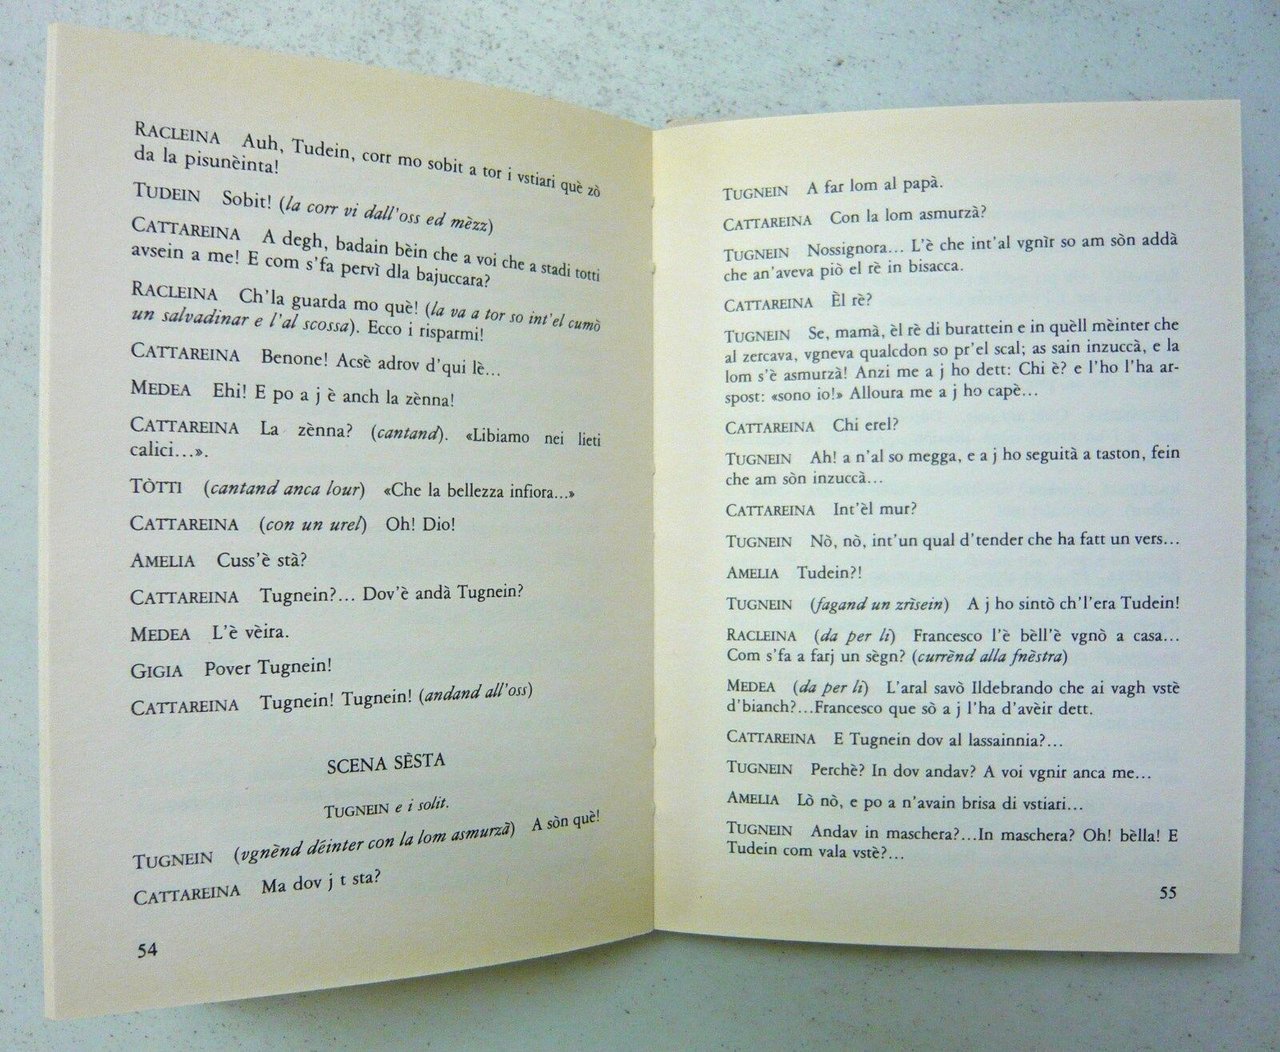 RACLEINA Auh, Tudein, corr mo sobit a tor i vstiari què zò
da la pisunèinta!
TUDEIN Sobit! (la corr vi dall'oss ed mèzz)
CATTAREINA A degh, badain bèin che a voi che a stadi totti
avsein a me! E com s'fa pervì dla bajuccara?
RACLEINA Ch'la guarda mo què! (la va a tor so int'el cumò
un salvadinar e l'al scossa). Ecco i risparmi!
CATTAREINA Benone! Acsè adrov d'qui lè...
MEDEA Ehi! E po a j è anch la zènna!
CATTAREINA La zènna? (cantand). «Libiamo nei lieti
calici...».
TÒTTI (cantand anca lour) «Che la bellezza infiora...»
CATTAREINA (con un urel) Oh! Dio!
AMELIA Cuss'è stà?
CATTAREINA Tugnein?... Dov'è andà Tugnein?
MEDEA L'è vèira.
GIGIA Pover Tugnein!
CATTAREINA Tugnein! Tugnein! (andand all'oss)
SCENA SÈSTA
TUGNEIN e i solit.
TUGNEIN (vgnènd dèinter con la lom asmurzà) A sòn què!
CATTAREINA Ma dov j t sta?
54
TUGNEIN A far lom al papà.
CATTAREINA Con la lom asmurzà?
TUGNEIN Nossignora... L'è che int'al vgnìr so am sòn addà
che an'aveva piò el rè in bisacca.
CATTAREINA Èl rè?
TUGNEIN Se, mamà, èl rè di burattein e in quèll mèinter che
al zercava, vgneva qualcdon so pr'el scal; as sain inzuccà, e la
lom s'è asmurzà! Anzi me a j ho dett: Chi è? e l'ho l'ha ar-
spost: «sono io!» Alloura me a j ho capè...
CATTAREINA Chi erel?
TUGNEIN Ah! a n'al so megga, e a j ho seguità a taston, fein
che am sòn inzuccà...
CATTAREINA Int'èl mur?
TUGNEIN Nò, nò, int'un qual d'tender che ha fatt un vers...
AMELIA Tudein?!
TUGNEIN (fagand un zrìsein) A j ho sintò ch'l'era Tudein!
RACLEINA (da per lì) Francesco l'è bèll'è vgnò a casa...
Com s'fa a farj un sègn? (currènd alla fnèstra)
MEDEA (da per lì) L'aral savò Ildebrando che ai vagh vstè
d'bianch?...Francesco que sò a j l'ha d'avèir dett.
CATTAREINA E Tugnein dov al lassainnia?...
TUGNEIN Perchè? In dov andav? A voi vgnir anca me...
AMELIA Lò nò, e po a n'avain brisa di vstiari...
TUGNEIN Andav in maschera?...In maschera? Oh! bèlla! E
Tudein com vala vstè?...
55